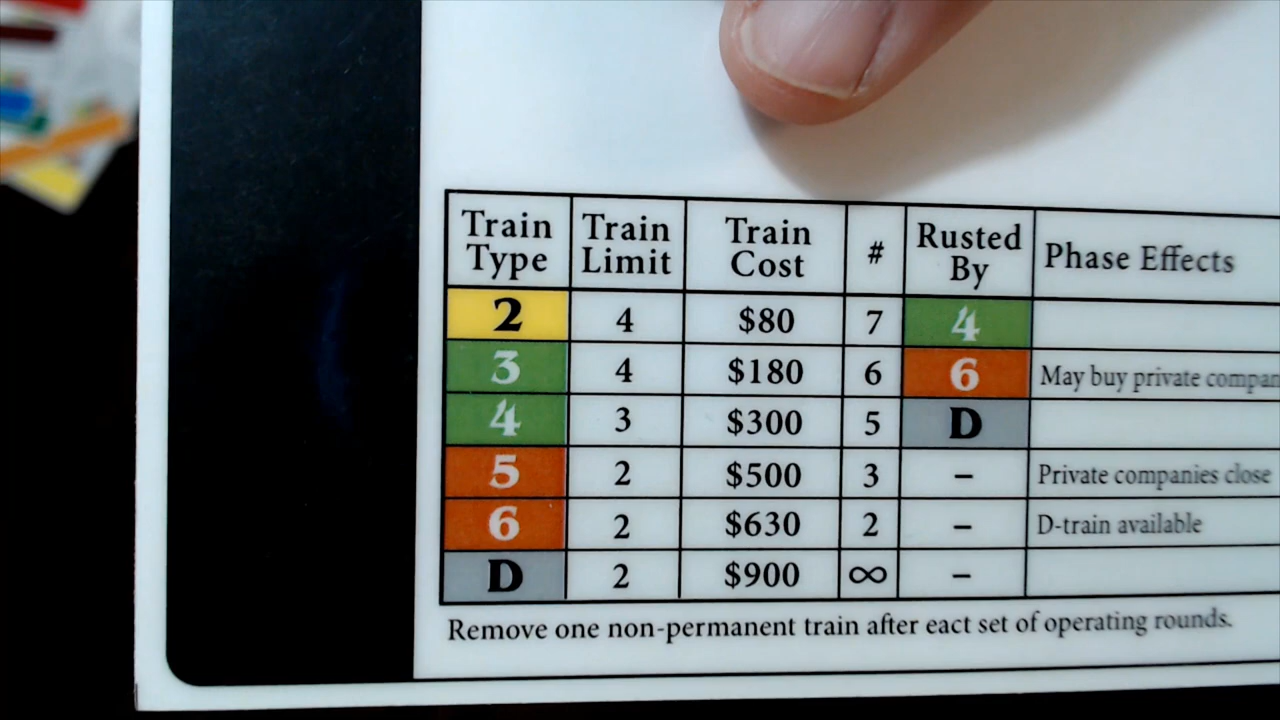 Train Type Train Limit Train Cost # Rusted By Phase Effects
2 4 $80 7 4
3 4 $180 6 6 May buy private
4 3 $300 5 D
5 2 $500 3 – Private companies close
6 2 $630 2 – D-train available
D 2 $900 ∞ –
Remove one non-permanent train after eact set of operating rounds.